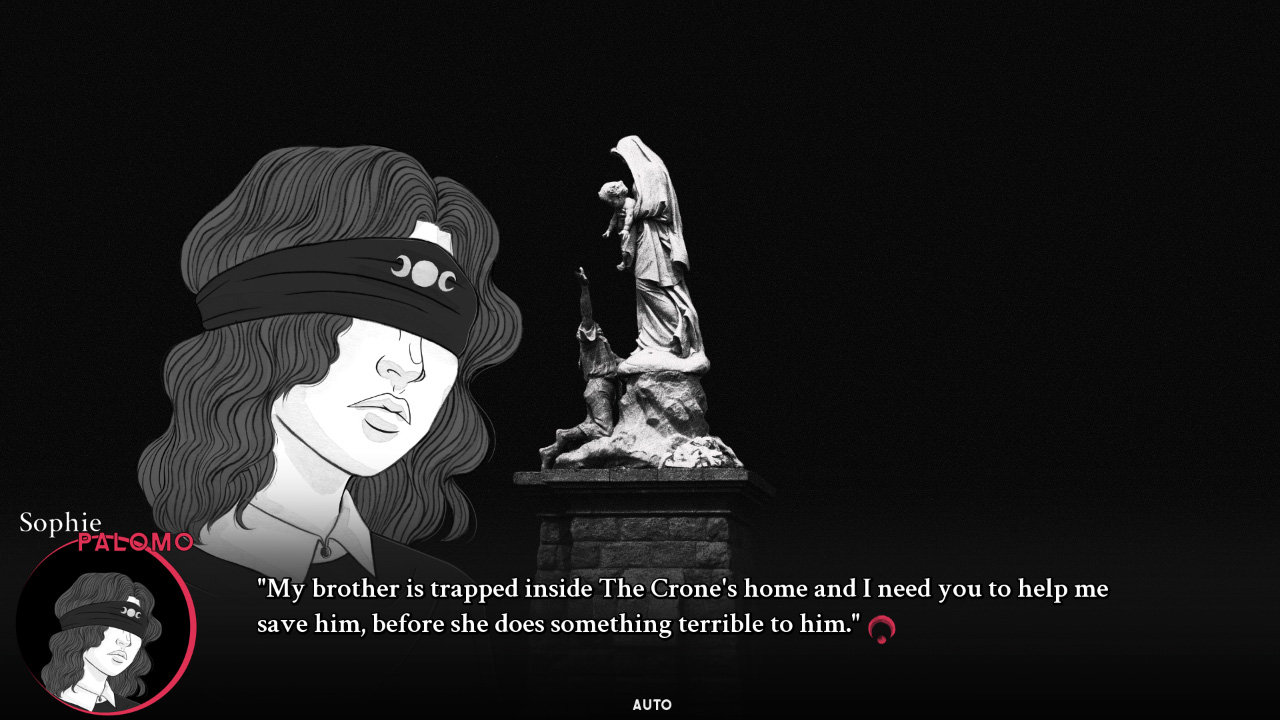 Sophie
PALOMO
"My brother is trapped inside The Crone's home and I need you to help me
save him, before she does something terrible to him."
AUTO